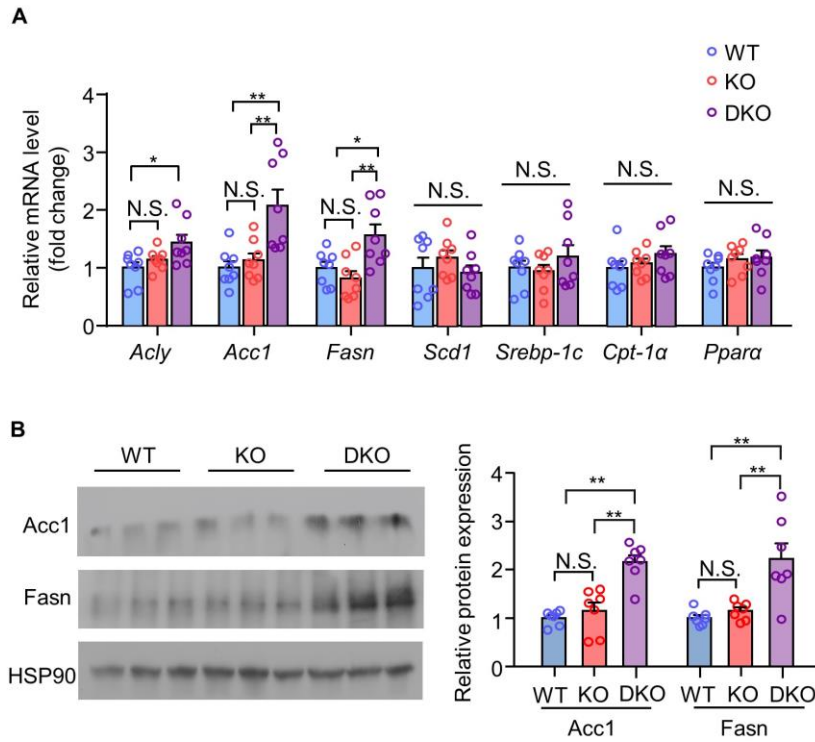 A
WT
KO
DKO
Relative mRNA level
(fold change)
4
3
2
1
0
*
N.S.
**
**
N.S.
*
**
N.S.
N.S.
N.S.
N.S.
N.S.
Acly
Acc1
Fasn
Scd1
Srebp-1c
Cpt-1α
Pparα
B
WT KO DKO
Acc1
Fasn
HSP90
Relative protein expression
4
3
2
1
0
**
**
N.S.
**
**
N.S.
WT KO DKO WT KO DKO
Acc1 Fasn